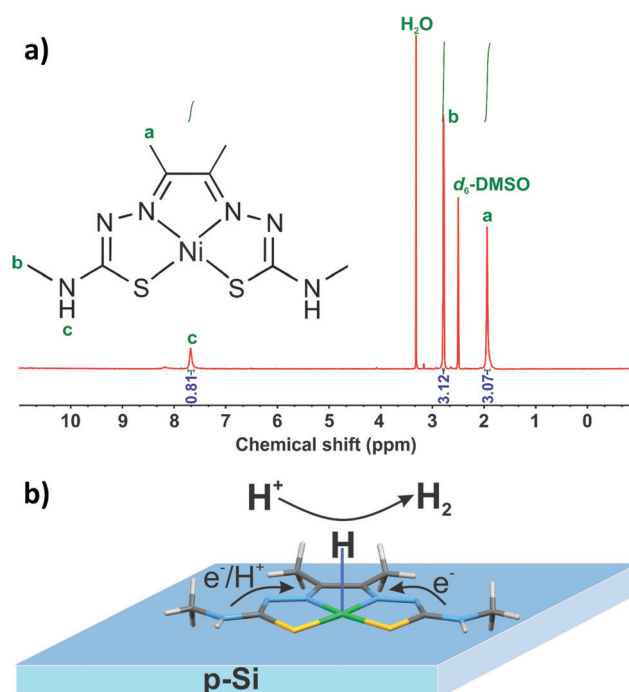 a)
H₂O
a
b
d₆-DMSO
a
N N N N
Ni
b
N
H
S S
N
H
c
c
0.81
3.12
3.07
10 9 8 7 6 5 4 3 2 1 0
Chemical shift (ppm)
b)
H⁺ H₂
H
e⁻/H⁺ e⁻
p-Si